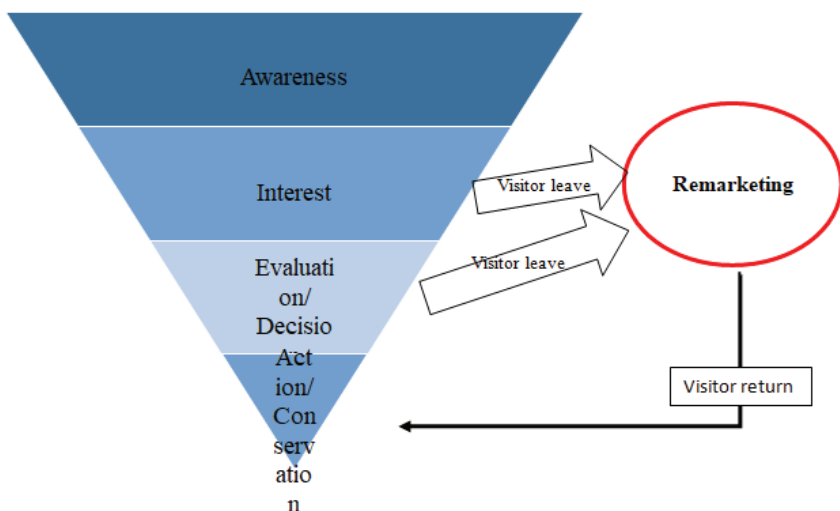 Awareness
Interest
Visitor leave
Remarketing
Evaluati
on/
Decisio
Visitor leave
Act
ion/
Con
serv
atio
n
Visitor return